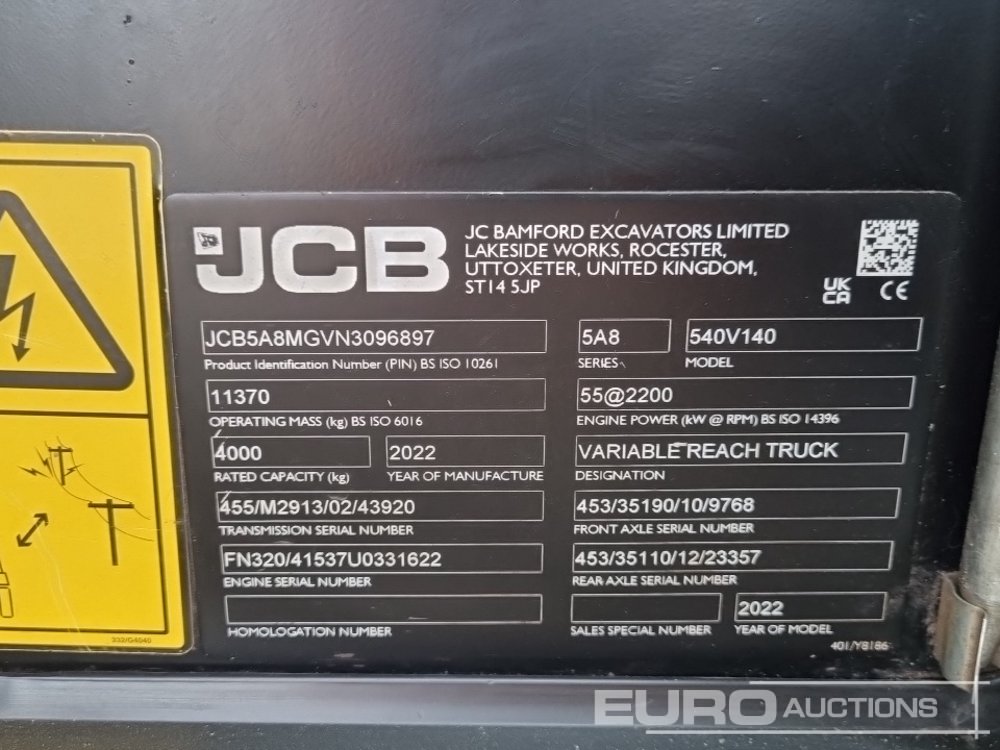 JCB
JC BAMFORD EXCAVATORS LIMITED
LAKESIDE WORKS, ROCESTER,
UTTOXETER, UNITED KINGDOM,
ST14 5JP
UK
CA
CE
JCB5A8MGVN3096897 5A8 540V140
Product Identification Number (PIN) BS ISO 10261 SERIES MODEL
11370 55@2200
OPERATING MASS (kg) BS ISO 6016 ENGINE POWER (kW @ RPM) BS ISO 14396
4000 2022 VARIABLE REACH TRUCK
RATED CAPACITY (kg) YEAR OF MANUFACTURE DESIGNATION
455/M2913/02/43920 453/35190/10/9768
TRANSMISSION SERIAL NUMBER FRONT AXLE SERIAL NUMBER
FN320/41537U0331622 453/35110/12/23357
ENGINE SERIAL NUMBER REAR AXLE SERIAL NUMBER
2022
HOMOLOGATION NUMBER SALES SPECIAL NUMBER YEAR OF MODEL
332/G4040
401/Y8186
EURO AUCTIONS